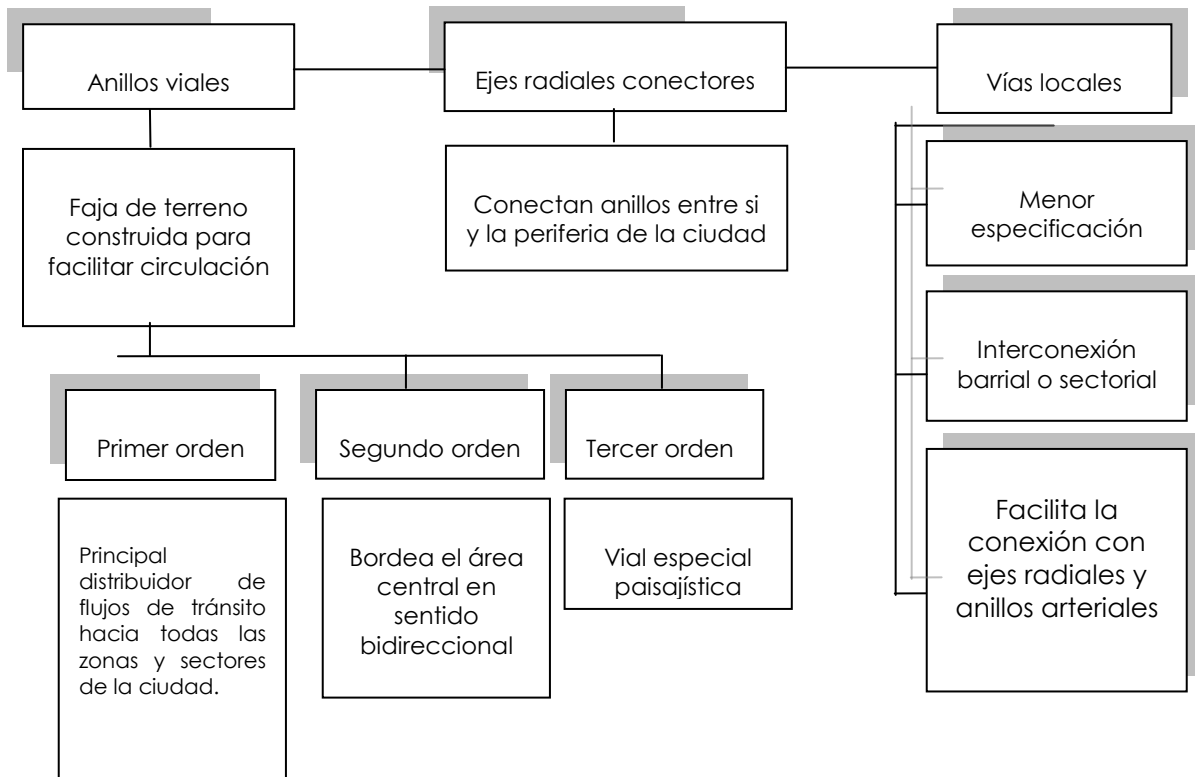 Anillos viales
Ejes radiales conectores
Vías locales
Faja de terreno
construida para
facilitar circulación
Conectan anillos entre si
y la periferia de la ciudad
Menor
especificación
Interconexión
barrial o sectorial
Facilita la
conexión con
ejes radiales y
anillos arteriales
Primer orden
Segundo orden
Tercer orden
Principal
distribuidor de
flujos de tránsito
hacia todas las
zonas y sectores
de la ciudad.
Bordea el área
central en
sentido
bidireccional
Vial especial
paisajística